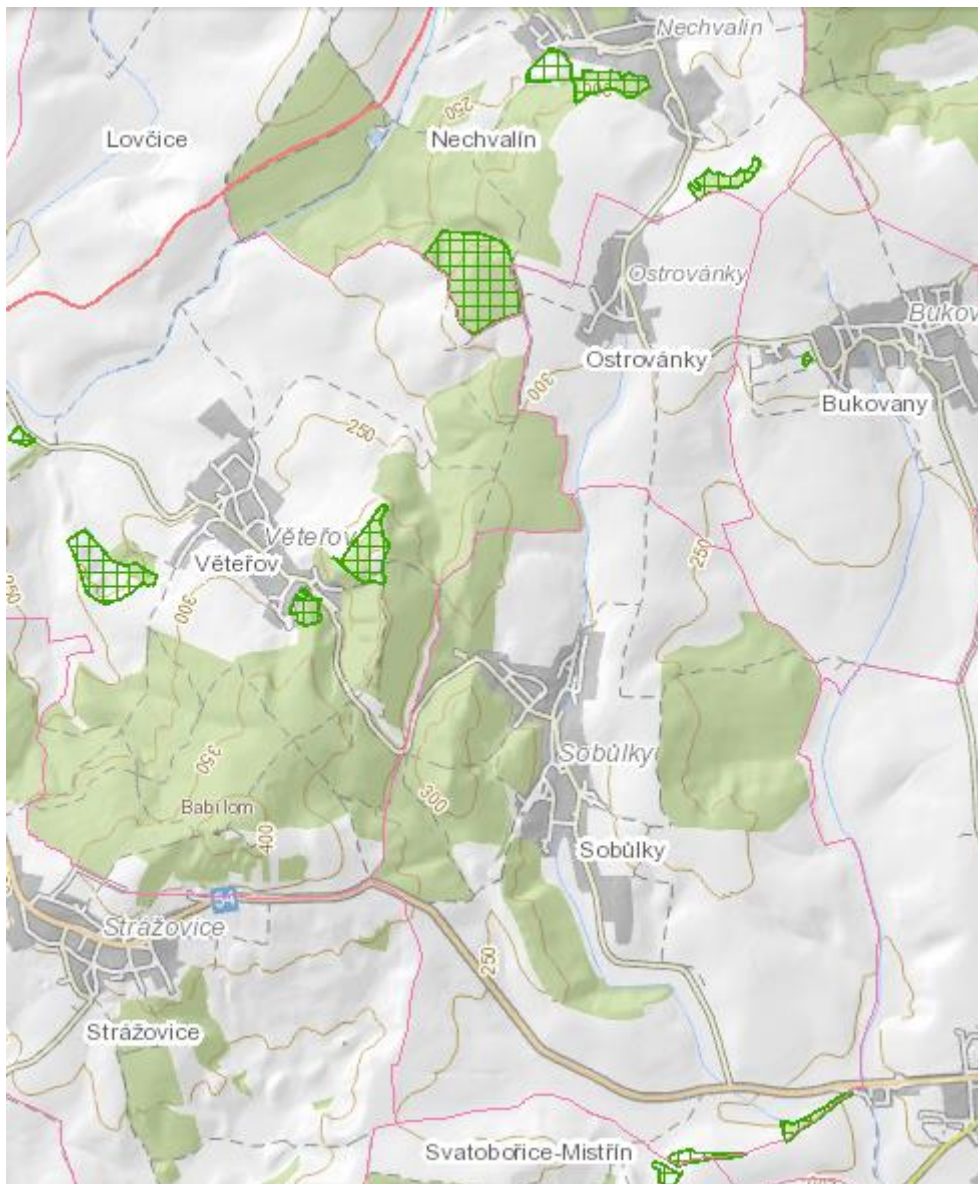 Nechvalín
Lovčice
Nechvalín
250
Ostrovánky
Ostrovánky
Bukovany
300
250
Věteřov
Věteřov
250
300
350
Babí lom
400
300
Sobůlky
Sobůlky
54
Strážovice
Strážovice
250
Svatobořice-Mistřín